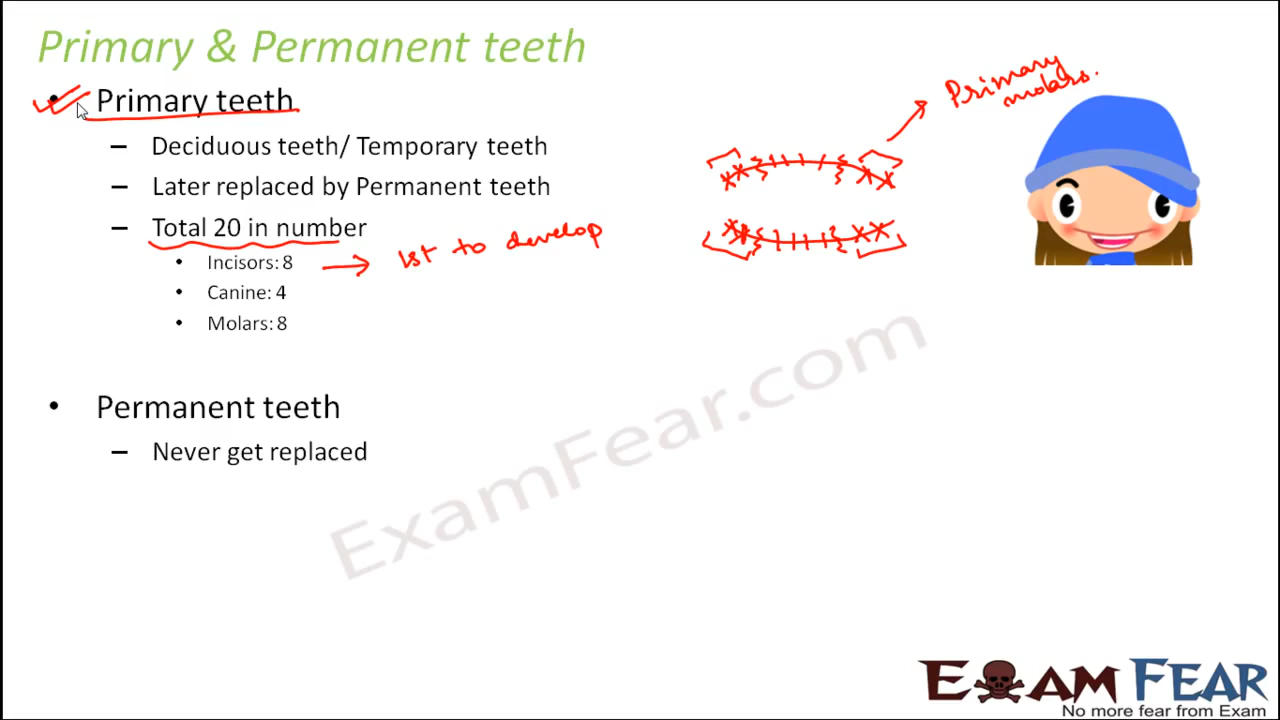 Primary & Permanent teeth
• Primary teeth
– Deciduous teeth/ Temporary teeth
– Later replaced by Permanent teeth
– Total 20 in number
• Incisors: 8 → 1st to develop
• Canine: 4
• Molars: 8
Primary
molars.
• Permanent teeth
– Never get replaced
ExamFear.com
EXAM FEAR
No more fear from Exam